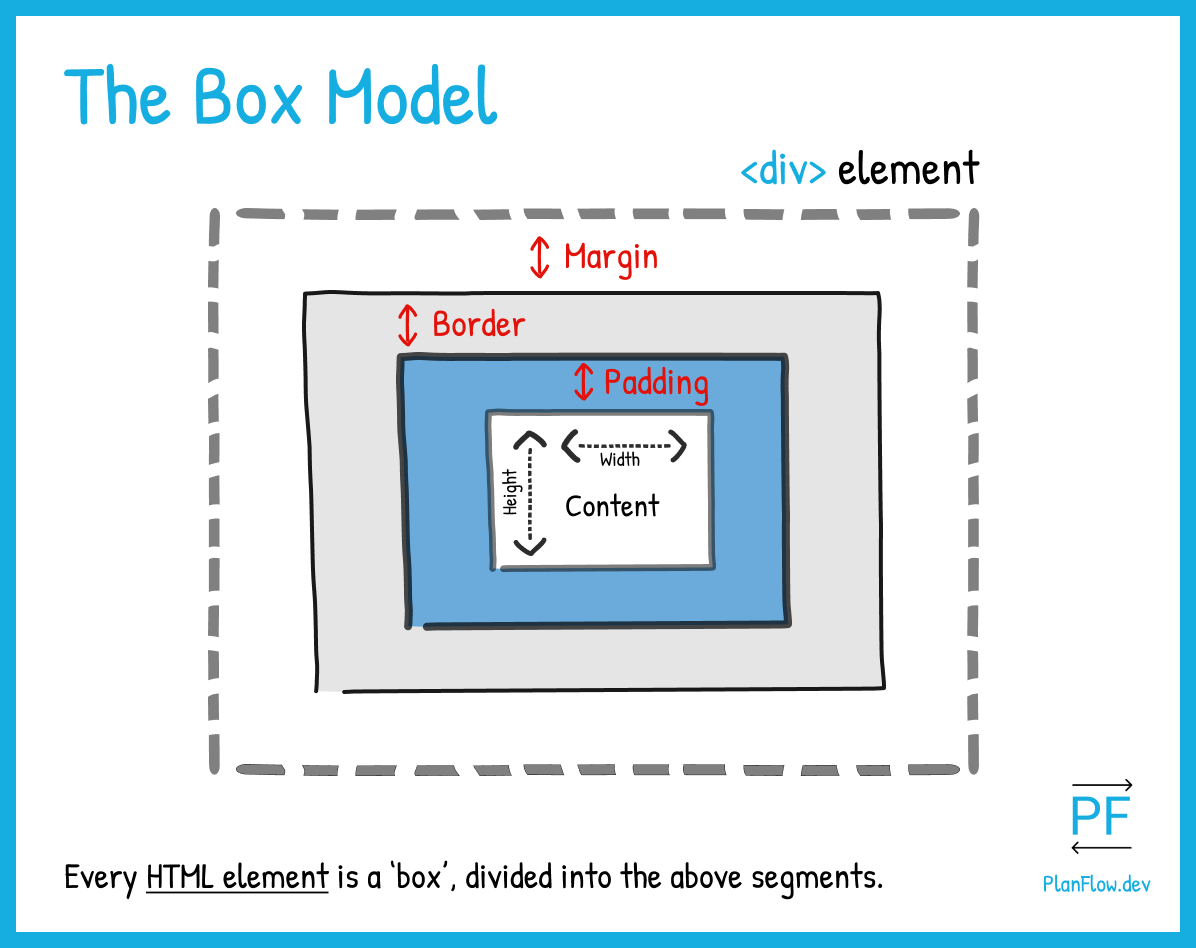 The Box Model
<div> element
Margin
Border
Padding
Width
Height
Content
PF
Every HTML element is a ‘box’, divided into the above segments.
PlanFlow.dev